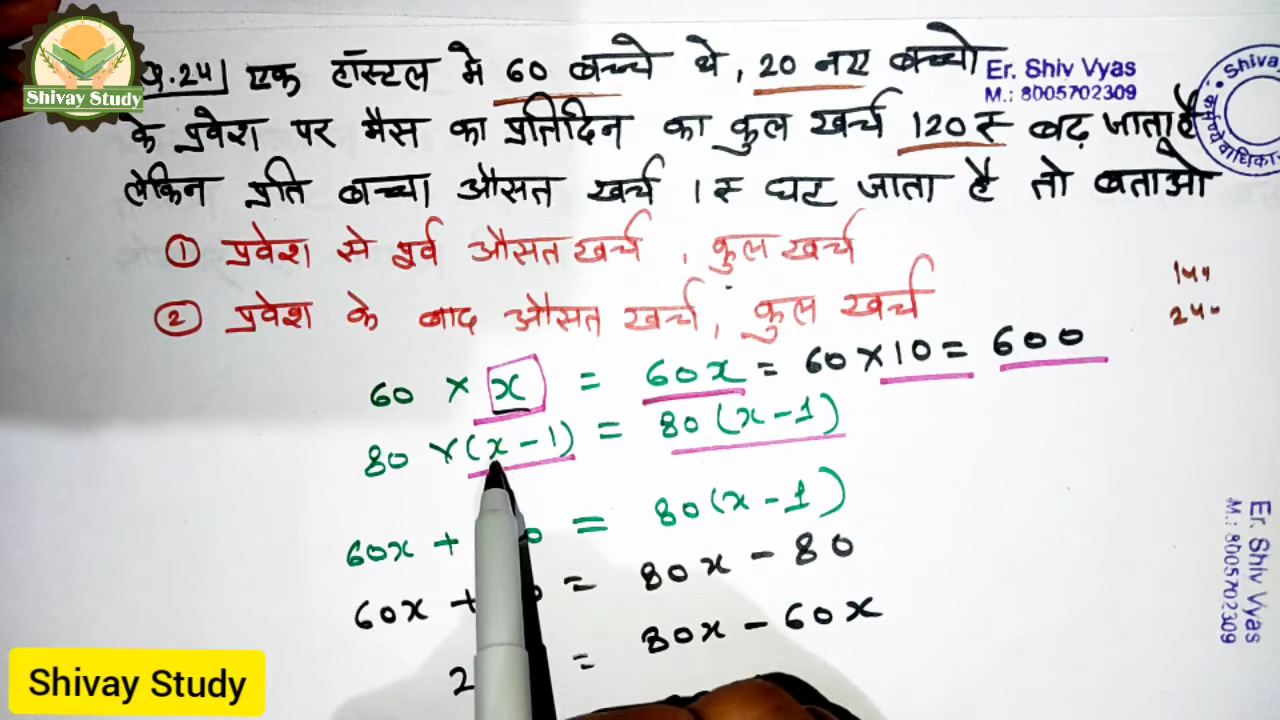 प्र.24| एक हॉस्टल मे 60 बच्चे थे, 20 नए बच्चो
के प्रवेश पर मैस का प्रतिदिन का कुल खर्च 120 रु बढ़ जाता है
लेकिन प्रति बच्चा औसत खर्च 1 रु घट जाता है तो बताओ
① प्रवेश से पूर्व औसत खर्च, कुल खर्च
② प्रवेश के बाद औसत खर्च, कुल खर्च
60 × x = 60x = 60 × 10 = 600
80 × (x - 1) = 80 (x - 1)
60x + = 80 (x - 1)
60x + = 80x - 80
2 = 80x - 60x
Er. Shiv Vyas
M.: 8005702309
Er. Shiv Vyas
M.: 8005702309
Shivay Study
Shivay Study